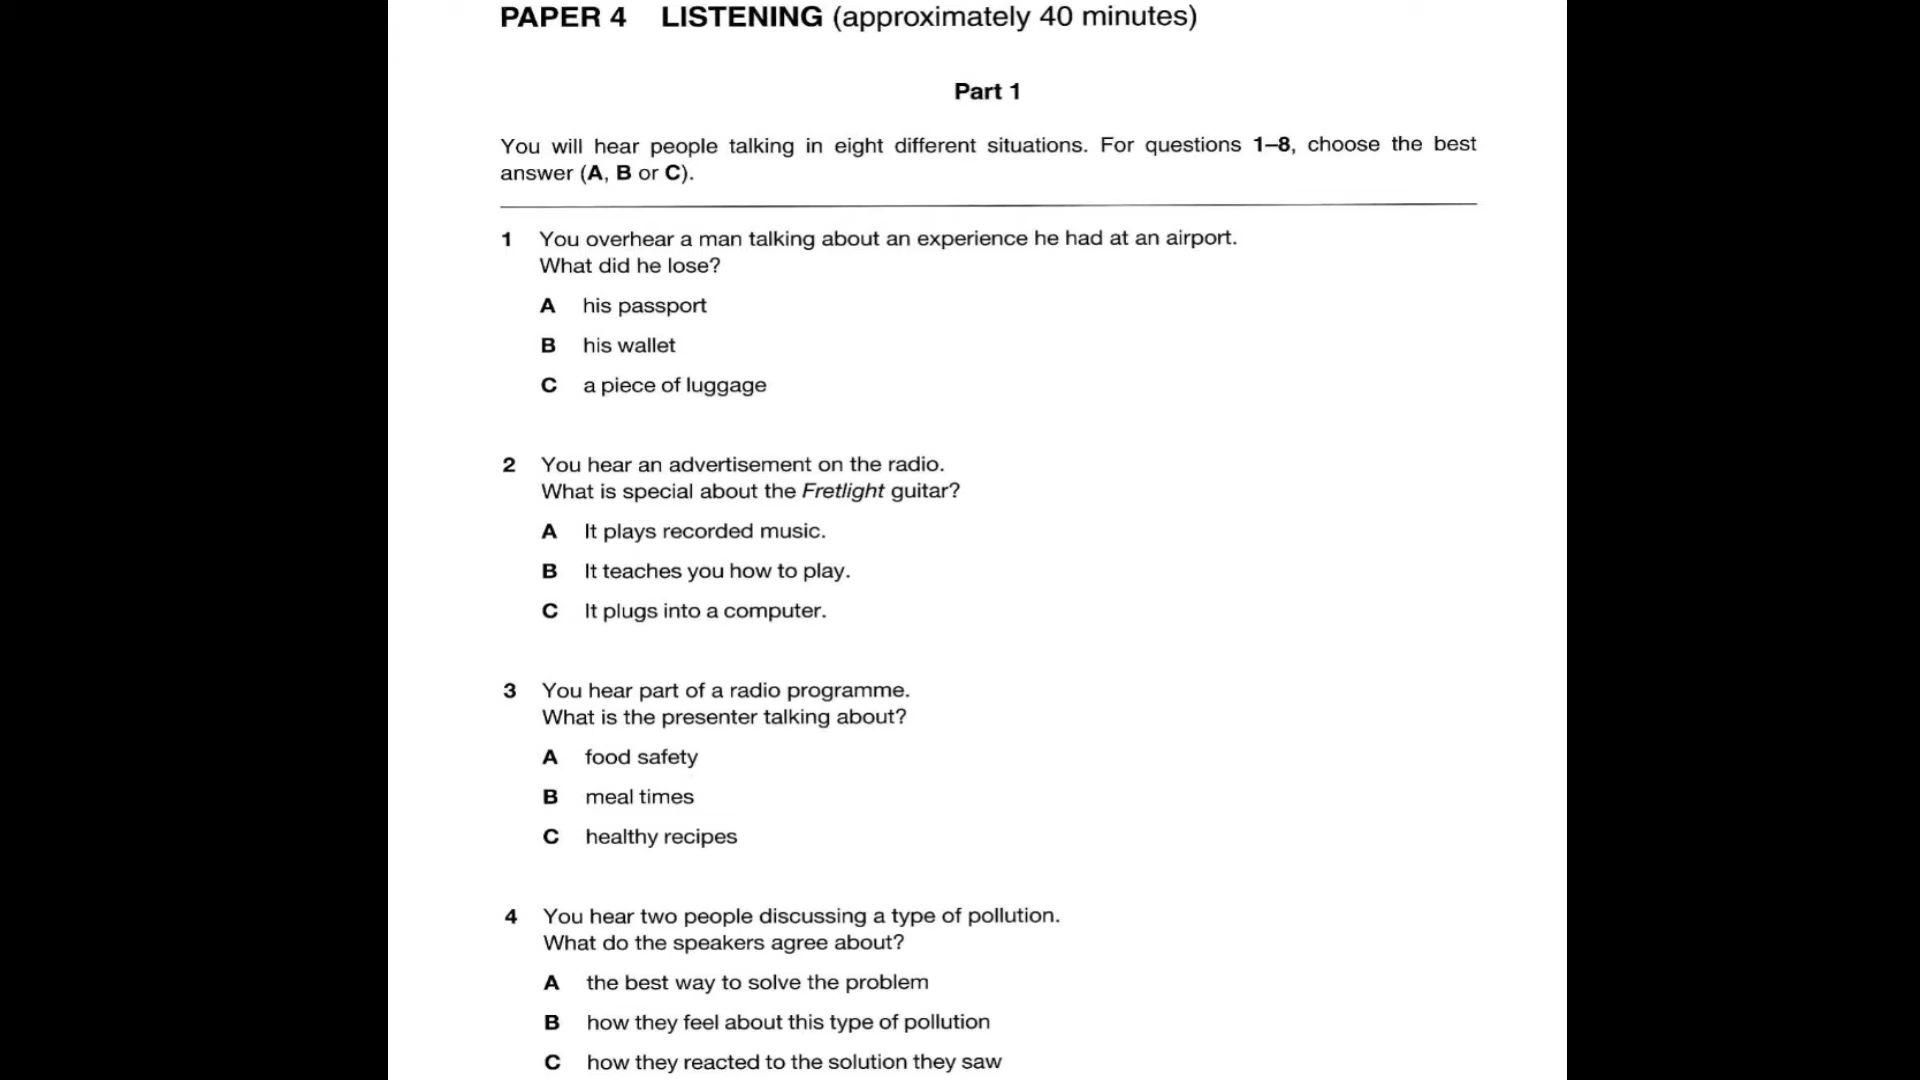 PAPER 4 LISTENING (approximately 40 minutes)
Part 1
You will hear people talking in eight different situations. For questions 1–8, choose the best
answer (A, B or C).
1 You overhear a man talking about an experience he had at an airport.
What did he lose?
A his passport
B his wallet
C a piece of luggage
2 You hear an advertisement on the radio.
What is special about the Fretlight guitar?
A It plays recorded music.
B It teaches you how to play.
C It plugs into a computer.
3 You hear part of a radio programme.
What is the presenter talking about?
A food safety
B meal times
C healthy recipes
4 You hear two people discussing a type of pollution.
What do the speakers agree about?
A the best way to solve the problem
B how they feel about this type of pollution
C how they reacted to the solution they saw